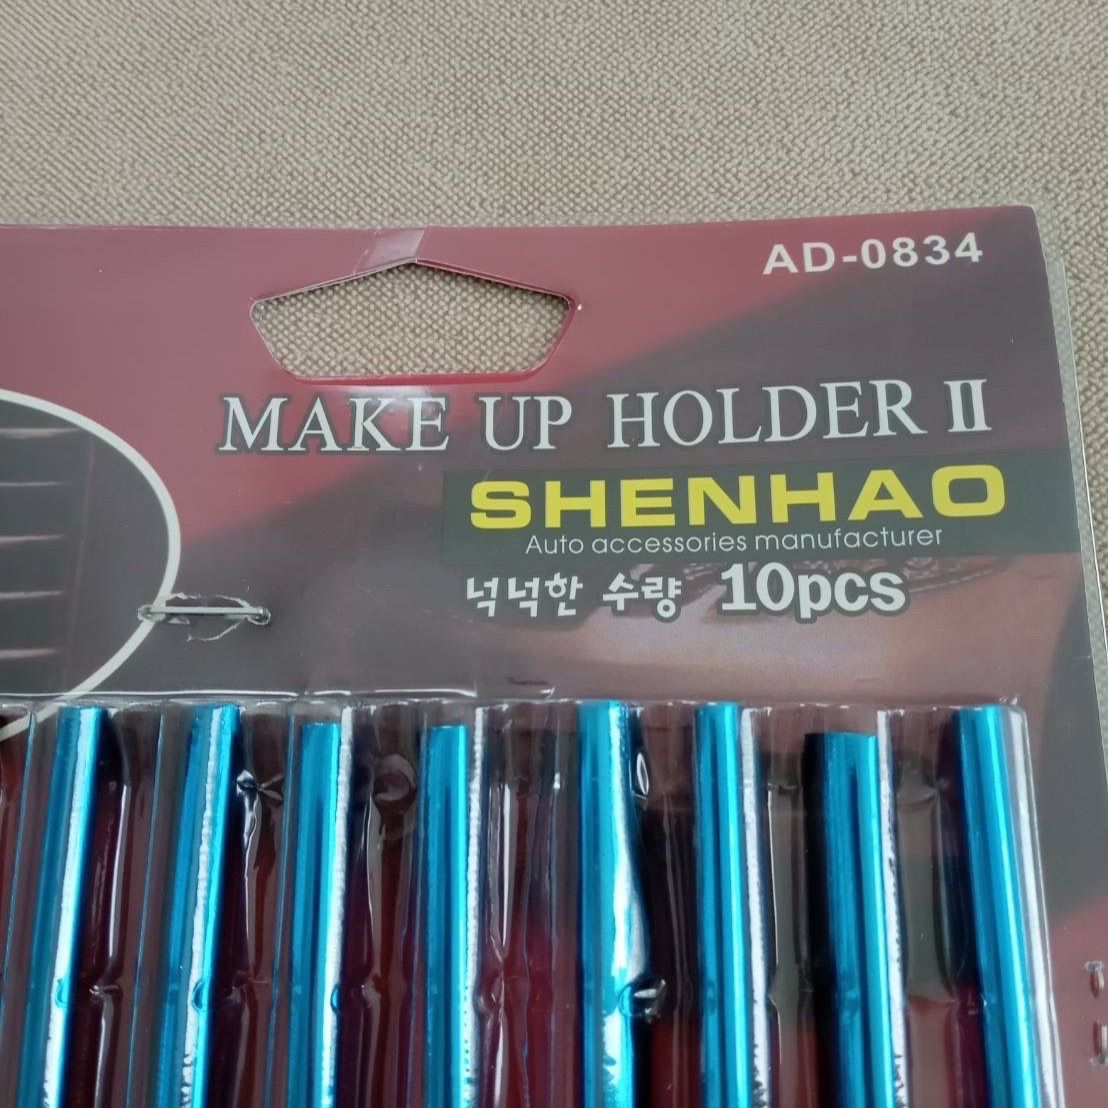 AD-0834
MAKE UP HOLDER II
SHENHAO
Auto accessories manufacturer
넉넉한 수량 10pcs